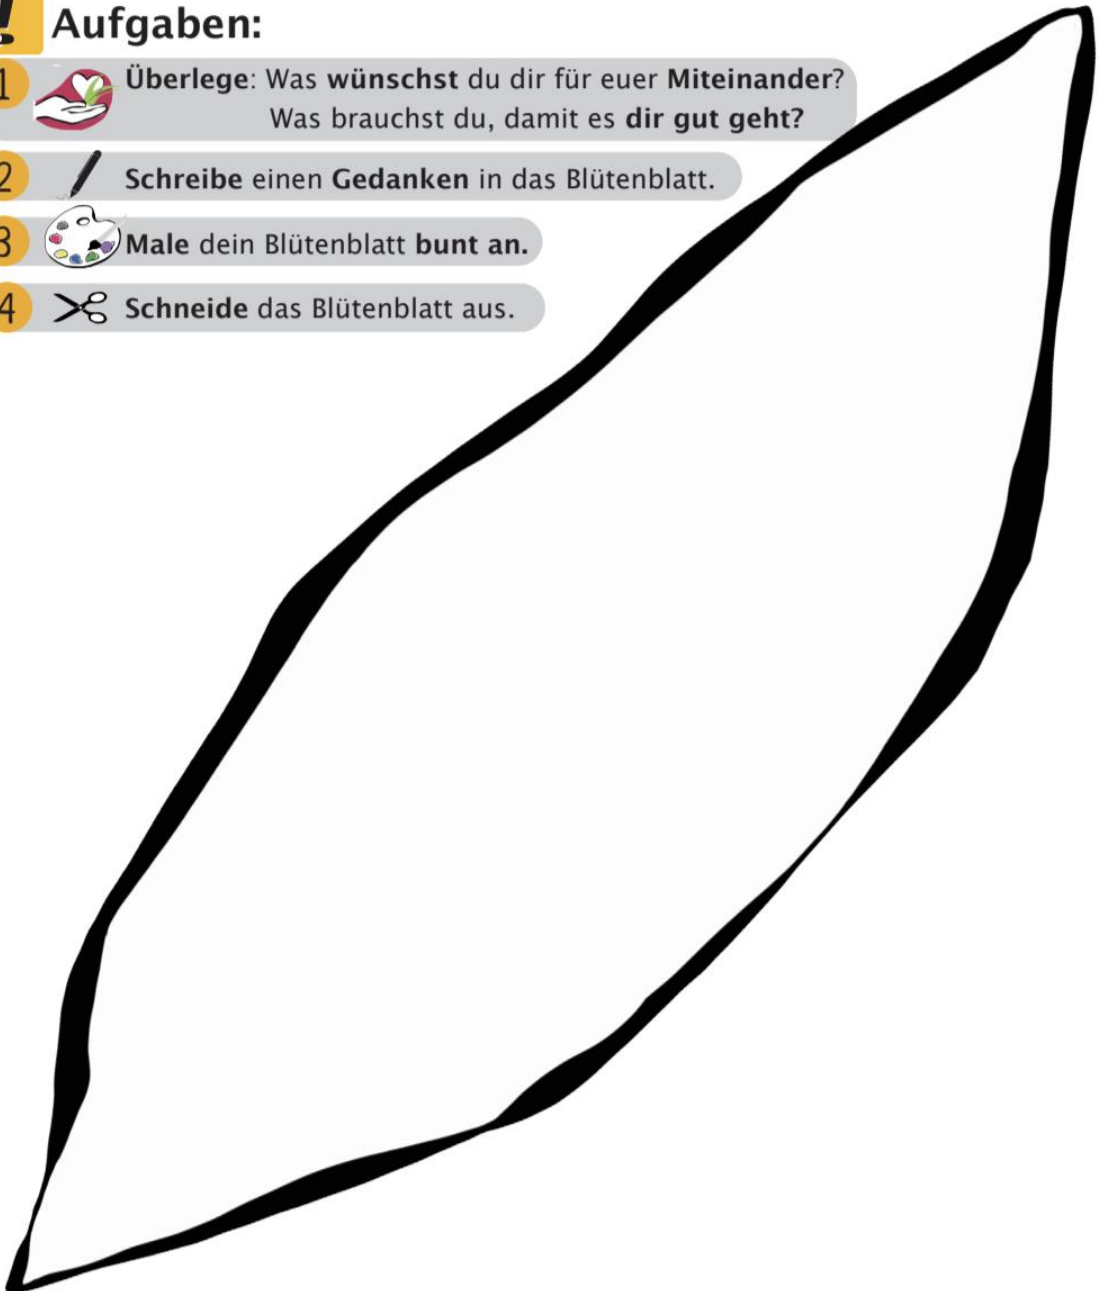 ! Aufgaben:
1 Überlege: Was wünschst du dir für euer Miteinander?
Was brauchst du, damit es dir gut geht?
2 Schreibe einen Gedanken in das Blütenblatt.
3 Male dein Blütenblatt bunt an.
4 Schneide das Blütenblatt aus.